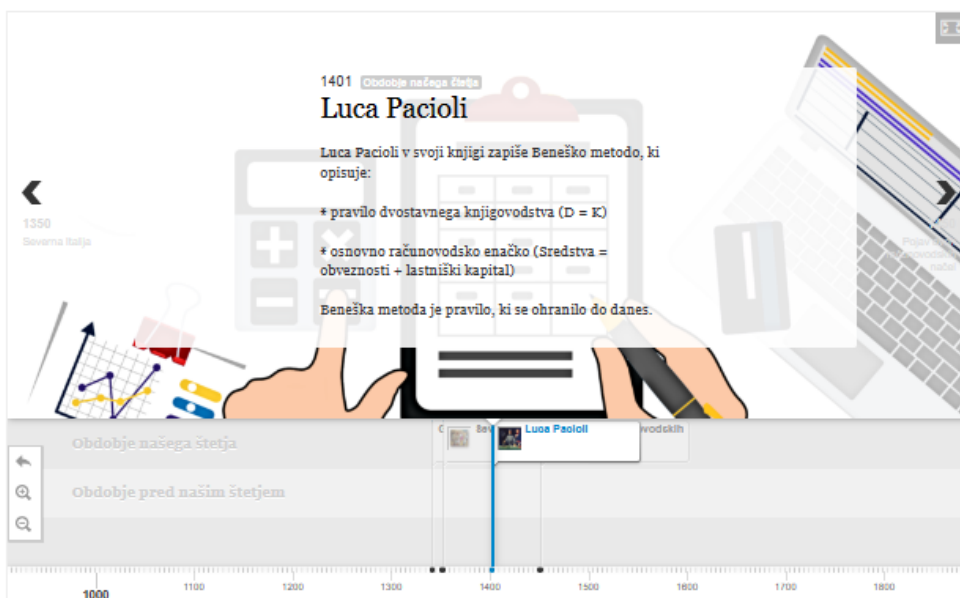 1401 Obdobje našega štetja
Luca Pacioli
Luca Pacioli v svoji knjigi zapiše Beneško metodo, ki
opisuje:
* pravilo dvostavnega knjigovodstva (D = K)
* osnovno računovodsko enačko (Sredstva =
obveznosti + lastniški kapital)
Beneška metoda je pravilo, ki se ohranilo do danes.
1350
Severna Italija
Pojav
Obdobje našega štetja
Luca Pacioli
Obdobje pred našim štetjem
1000 1100 1200 1300 1400 1500 1600 1700 1800